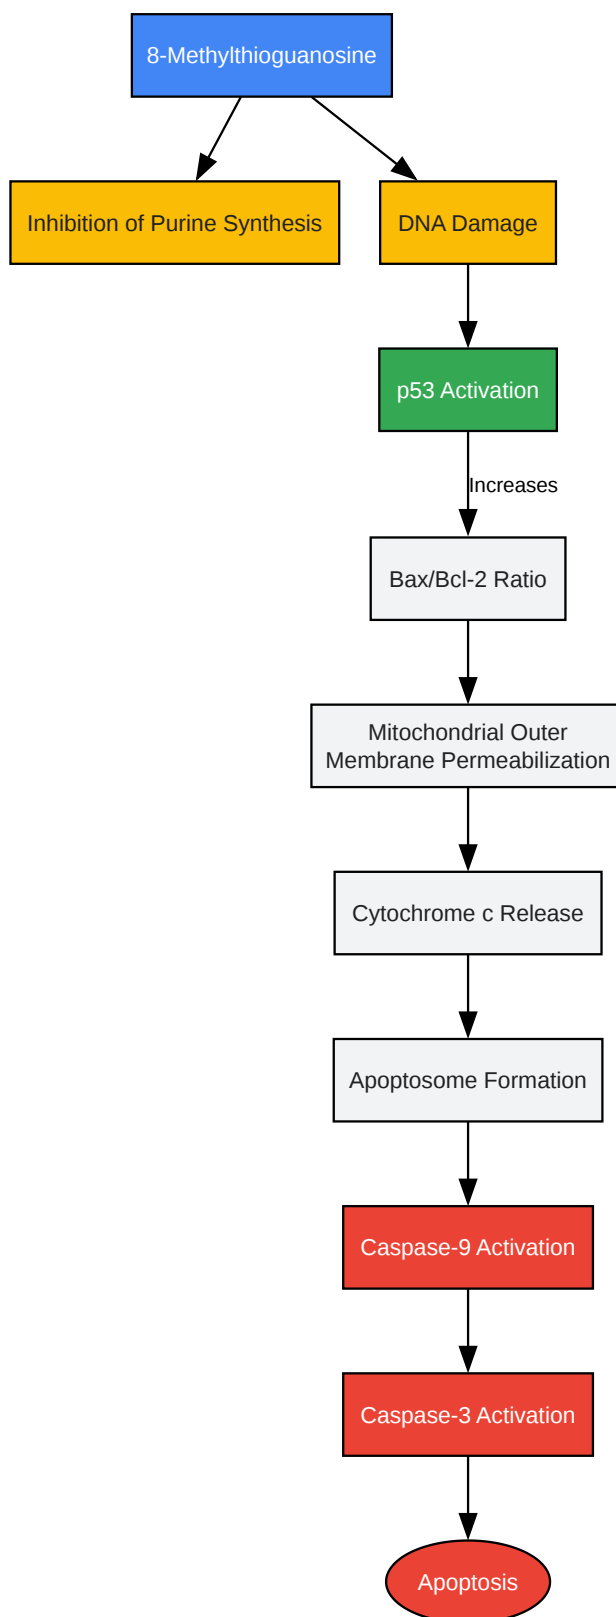 8-Methylthioguanosine
Inhibition of Purine Synthesis
DNA Damage
p53 Activation
Increases
Bax/Bcl-2 Ratio
Mitochondrial Outer
Membrane Permeabilization
Cytochrome c Release
Apoptosome Formation
Caspase-9 Activation
Caspase-3 Activation
Apoptosis